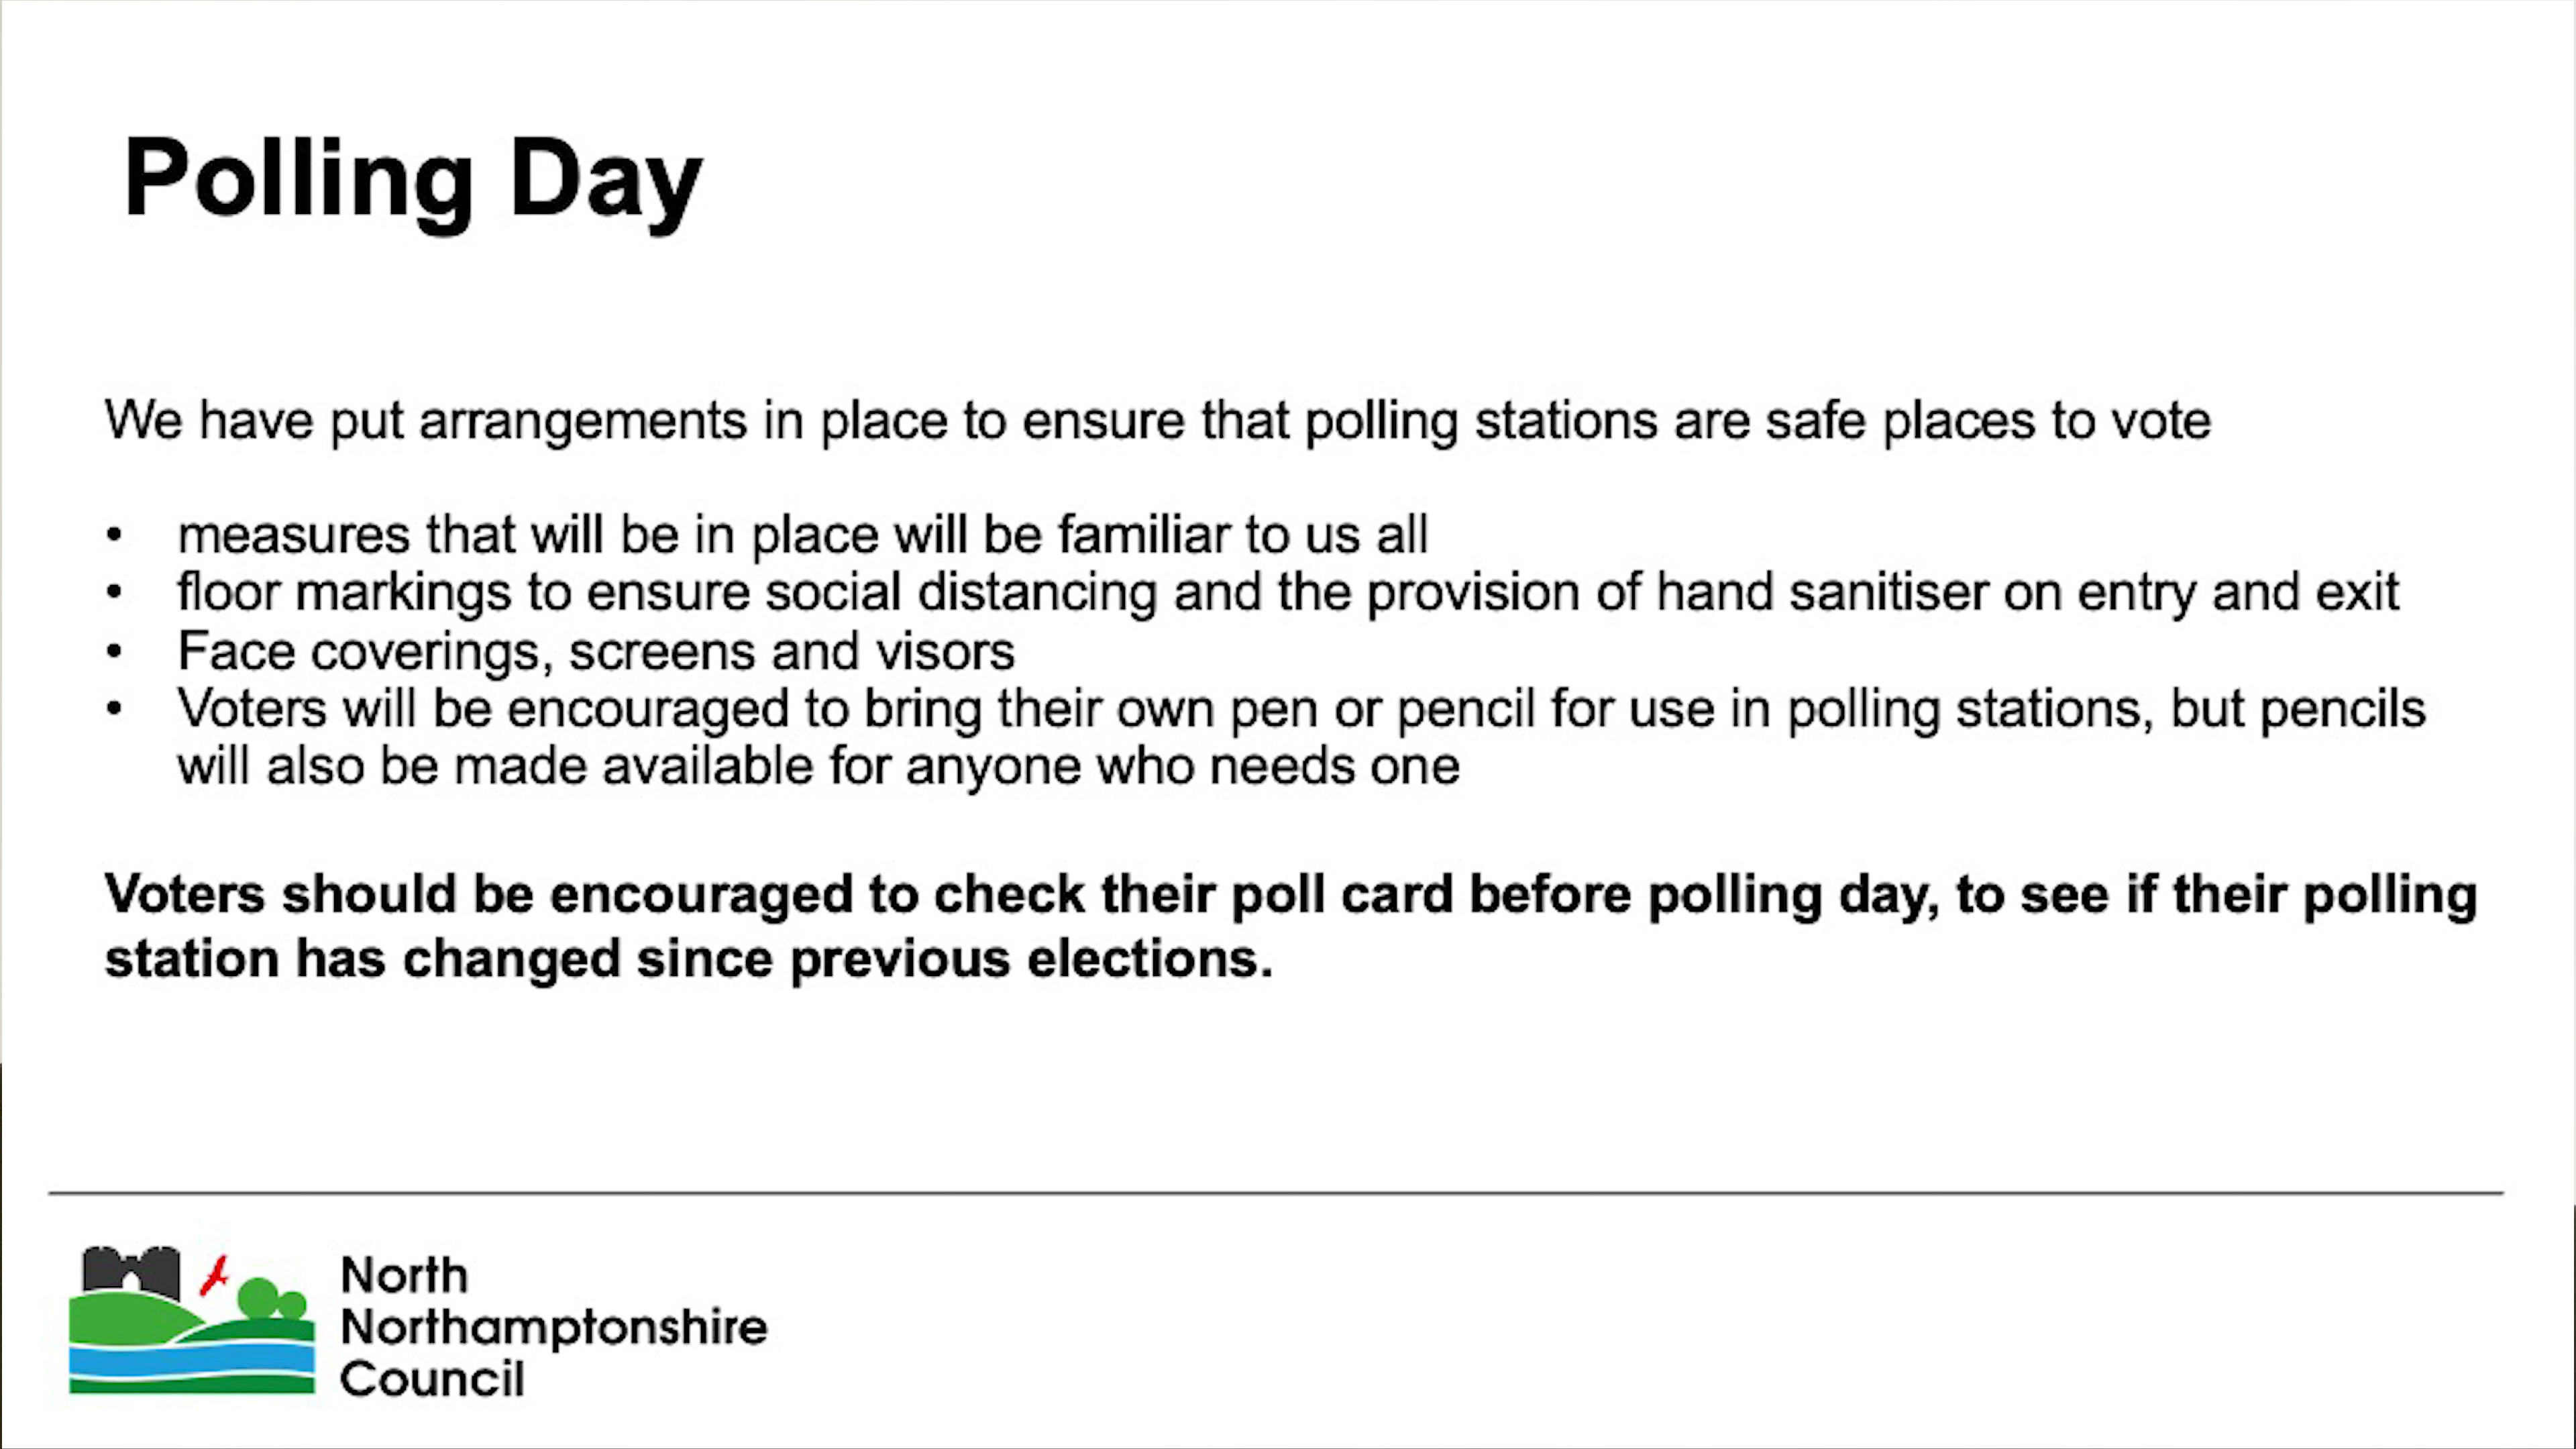 Polling Day
We have put arrangements in place to ensure that polling stations are safe places to vote
• measures that will be in place will be familiar to us all
• floor markings to ensure social distancing and the provision of hand sanitiser on entry and exit
• Face coverings, screens and visors
• Voters will be encouraged to bring their own pen or pencil for use in polling stations, but pencils
will also be made available for anyone who needs one
Voters should be encouraged to check their poll card before polling day, to see if their polling
station has changed since previous elections.
North
Northamptonshire
Council